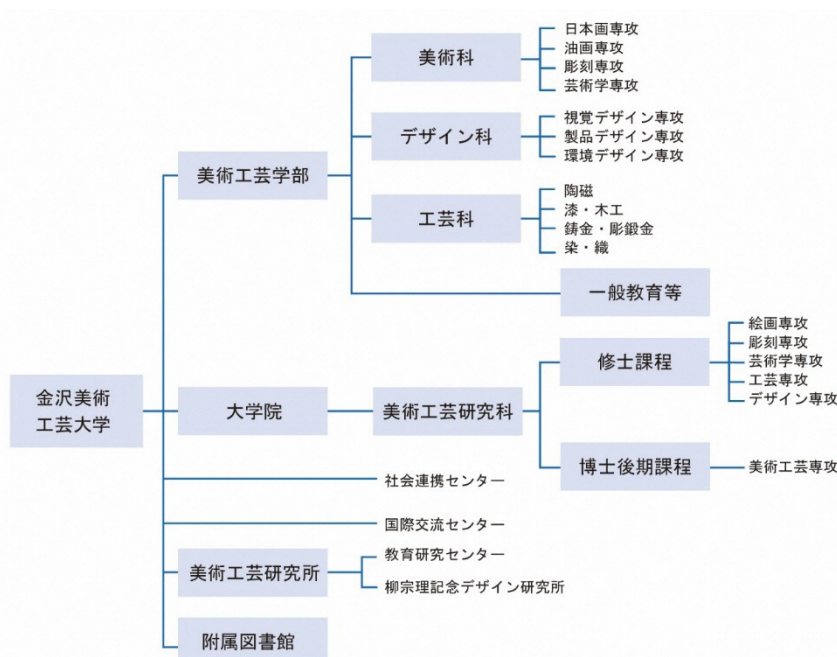 金沢美術
工芸大学
美術工芸学部
美術科
日本画専攻
油画専攻
彫刻専攻
芸術学専攻
デザイン科
視覚デザイン専攻
製品デザイン専攻
環境デザイン専攻
工芸科
陶磁
漆・木工
鋳金・彫鍛金
染・織
一般教育等
大学院
美術工芸研究科
修士課程
絵画専攻
彫刻専攻
芸術学専攻
工芸専攻
デザイン専攻
博士後期課程
美術工芸専攻
社会連携センター
国際交流センター
美術工芸研究所
教育研究センター
柳宗理記念デザイン研究所
附属図書館